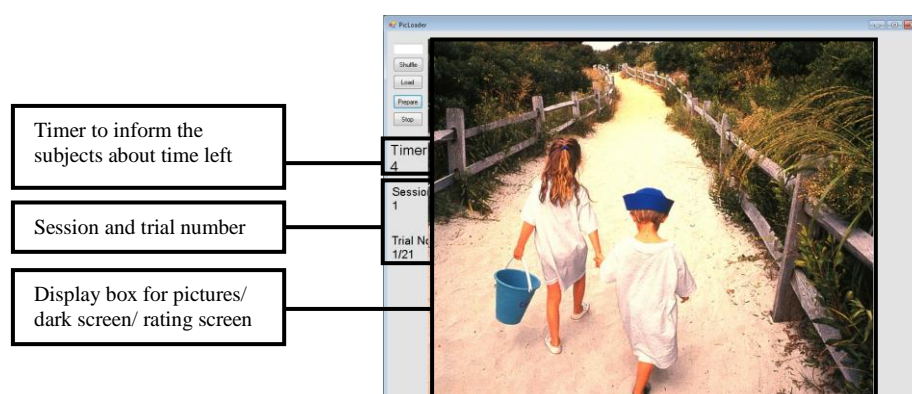 PicLoader
Shuffle
Load
Prepare
Stop
Timer to inform the
subjects about time left
Timer
4
Session and trial number
Sessio
1
Trial No
1/21
Display box for pictures/
dark screen/ rating screen